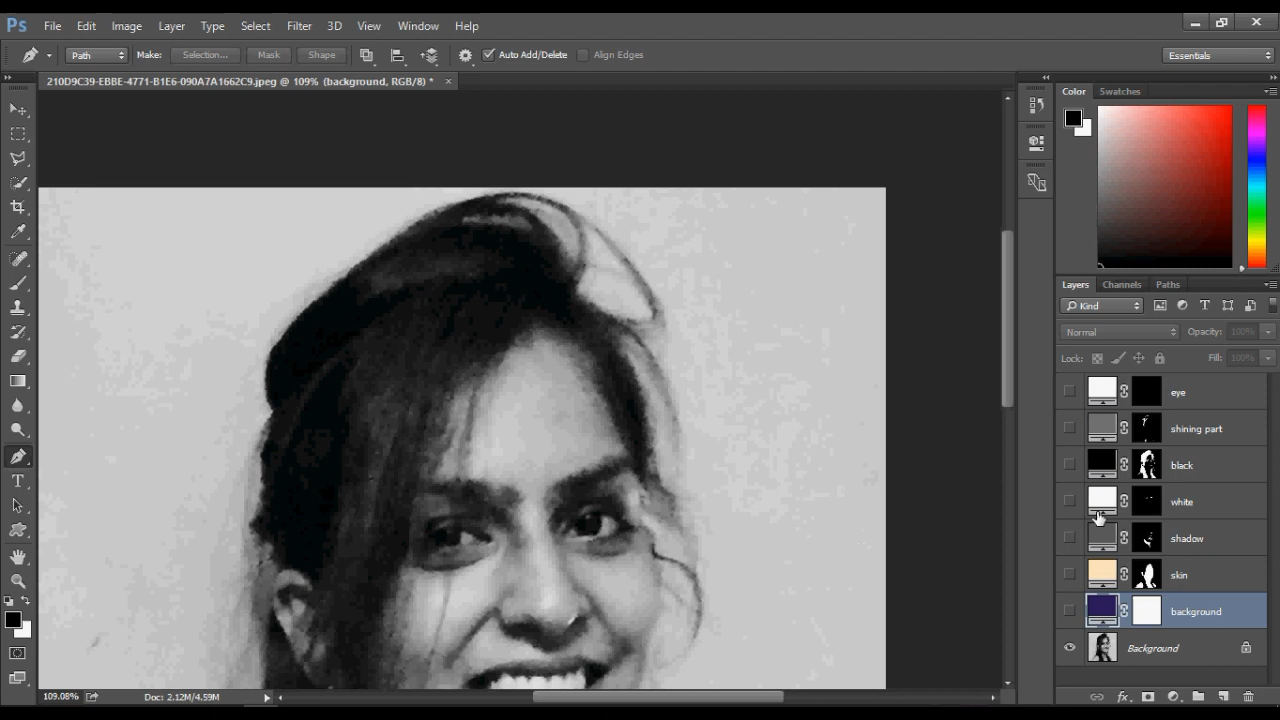 Ps File Edit Image Layer Type Select Filter 3D View Window Help
Path Make: Selection... Mask Shape Auto Add/Delete Align Edges Essentials
210D9C39-EBBE-4771-B1E6-090A7A1662C9.jpeg @ 109% (background, RGB/8) *
Color Swatches
Layers Channels Paths
Kind
Normal Opacity: 100%
Lock: Fill: 100%
eye
shining part
black
white
shadow
skin
background
Background
109.08% Doc: 2.12M/4.59M